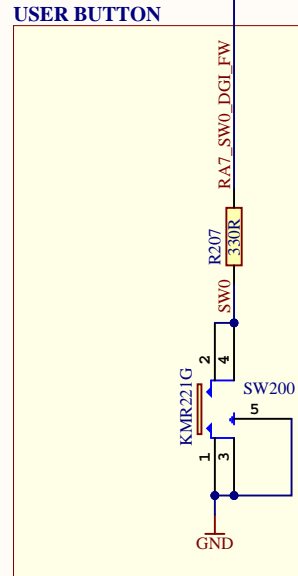 USER BUTTON
RA7_SW0_DGI_FW
R207
330R
SW0
2
4
KMR221G
SW200
5
1
3
GND